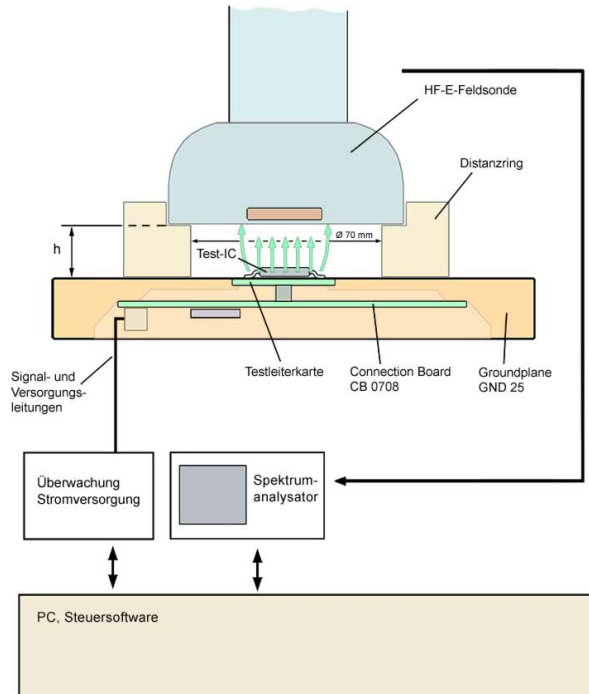 HF-E-Feldsonde
Distanzring
h
Ø 70 mm
Test-IC
Testleiterkarte
Connection Board
CB 0708
Groundplane
GND 25
Signal- und
Versorgungs-
leitungen
Überwachung
Stromversorgung
Spektrum-
analysator
PC, Steuersoftware